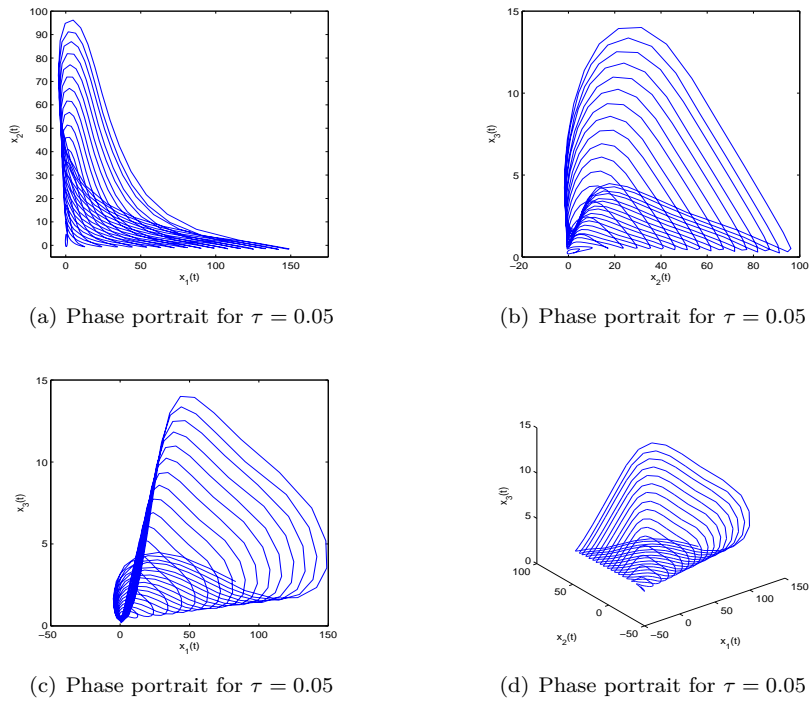 100
90
80
70
60
50
40
30
20
10
0
x2(t)
0 50 100 150
x1(t)
(a) Phase portrait for τ = 0.05
15
10
5
0
x3(t)
−20 0 20 40 60 80 100
x2(t)
(b) Phase portrait for τ = 0.05
15
10
5
0
x3(t)
−50 0 50 100 150
x1(t)
(c) Phase portrait for τ = 0.05
15
10
5
0
x3(t)
100
50
0
−50
x2(t)
−50
0
50
100
150
x1(t)
(d) Phase portrait for τ = 0.05